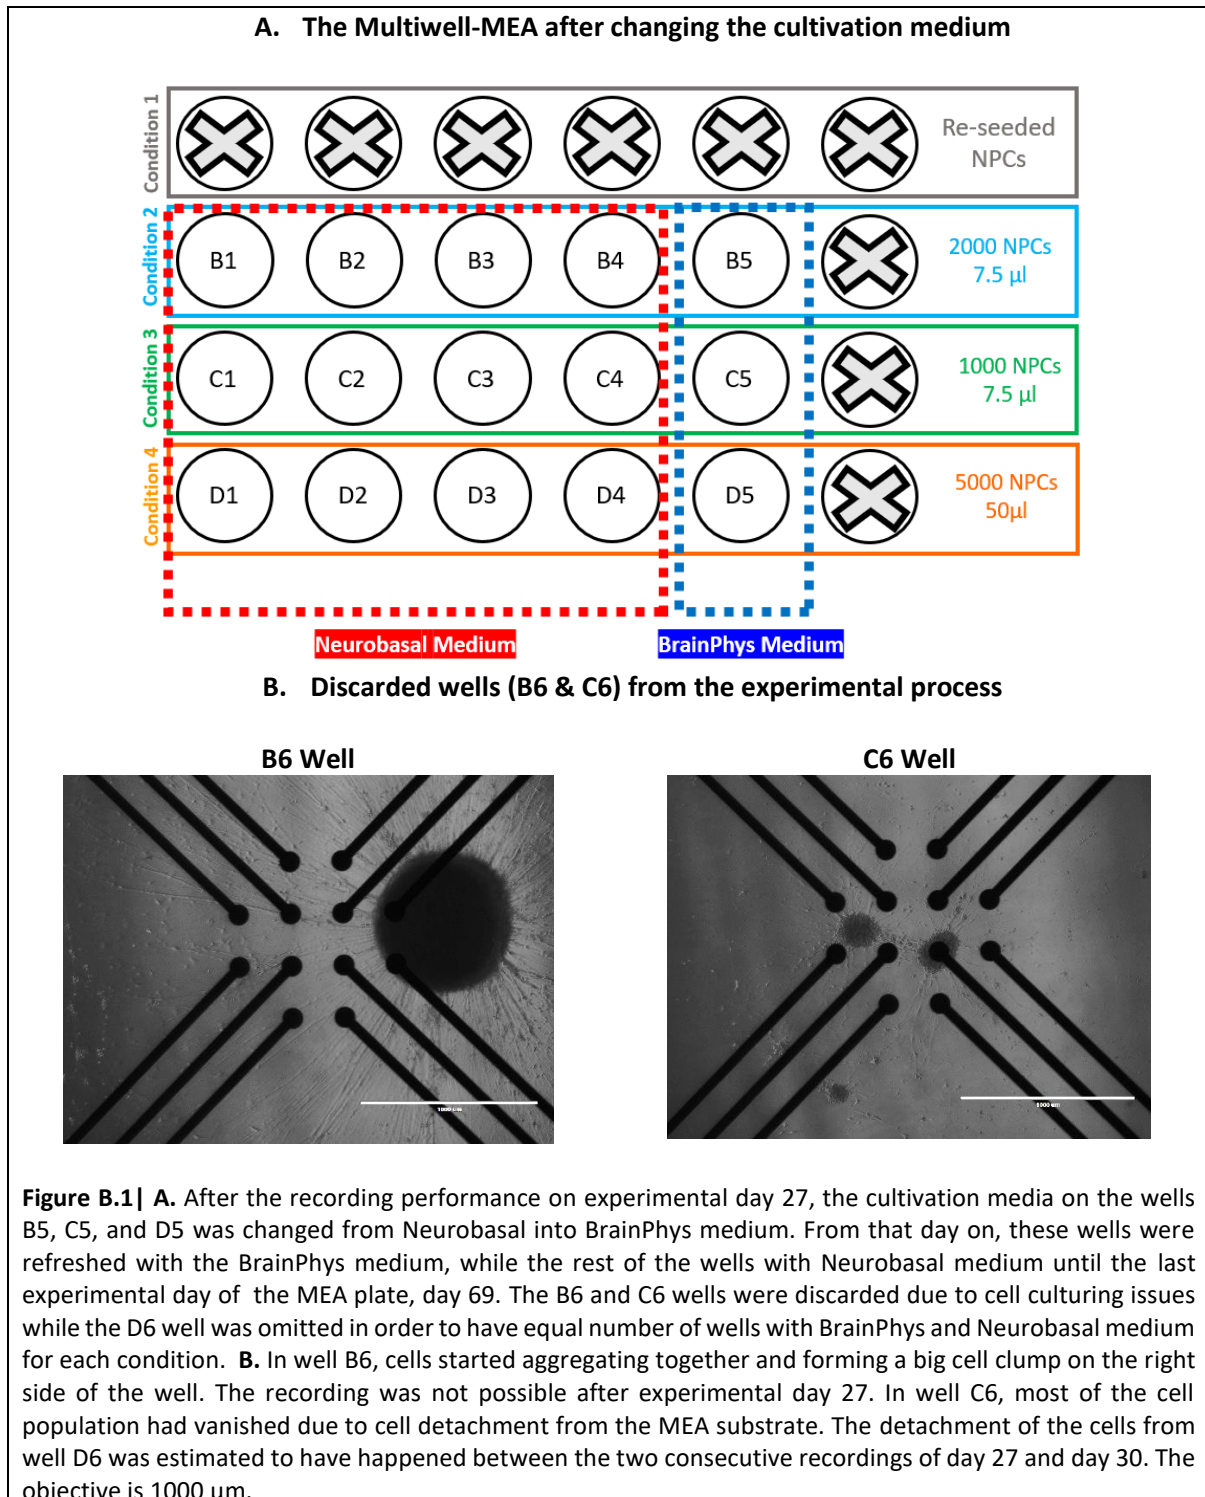 A. The Multiwell-MEA after changing the cultivation medium
Condition 1
Re-seeded
NPCs
Condition 2
B1 B2 B3 B4 B5
2000 NPCs
7.5 µl
Condition 3
C1 C2 C3 C4 C5
1000 NPCs
7.5 µl
Condition 4
D1 D2 D3 D4 D5
5000 NPCs
50µl
Neurobasal Medium BrainPhys Medium
B. Discarded wells (B6 & C6) from the experimental process
B6 Well C6 Well
1000 um 1000 um
Figure B.1| A. After the recording performance on experimental day 27, the cultivation media on the wells
B5, C5, and D5 was changed from Neurobasal into BrainPhys medium. From that day on, these wells were
refreshed with the BrainPhys medium, while the rest of the wells with Neurobasal medium until the last
experimental day of the MEA plate, day 69. The B6 and C6 wells were discarded due to cell culturing issues
while the D6 well was omitted in order to have equal number of wells with BrainPhys and Neurobasal medium
for each condition. B. In well B6, cells started aggregating together and forming a big cell clump on the right
side of the well. The recording was not possible after experimental day 27. In well C6, most of the cell
population had vanished due to cell detachment from the MEA substrate. The detachment of the cells from
well D6 was estimated to have happened between the two consecutive recordings of day 27 and day 30. The
objective is 1000 um.